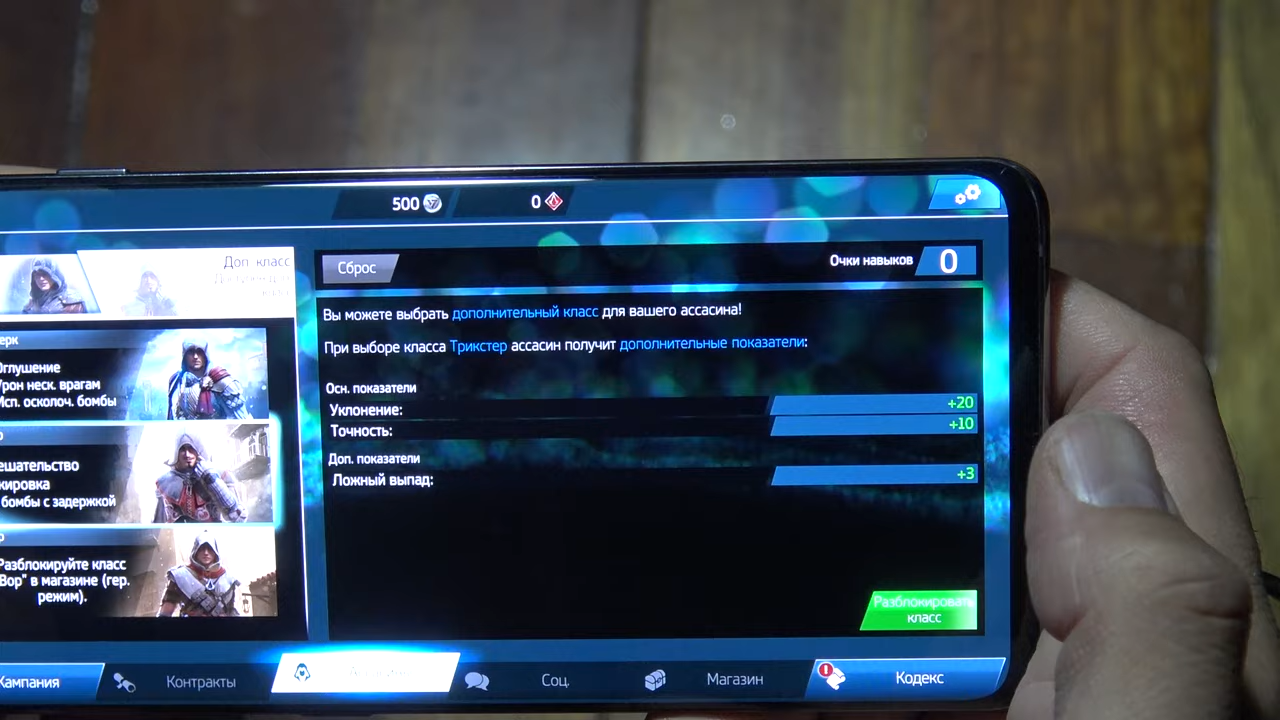 500
0
Доп. класс
Сброс
Очки навыков 0
Вы можете выбрать дополнительный класс для вашего ассасина!
При выборе класса Трикстер ассасин получит дополнительные показатели:
Осн. показатели
Уклонение: +20
Точность: +10
Доп. показатели
Ложный выпад: +3
Разблокировать
класс
ерк
Оглушение
Урон неск. врагам
Исп. осколоч. бомбы
ешательство
кировка
бомбы с задержкой
Разблокируйте класс
Вор" в магазине (гер.
режим).
Кампания
Контракты
Соц.
Магазин
1
Кодекс